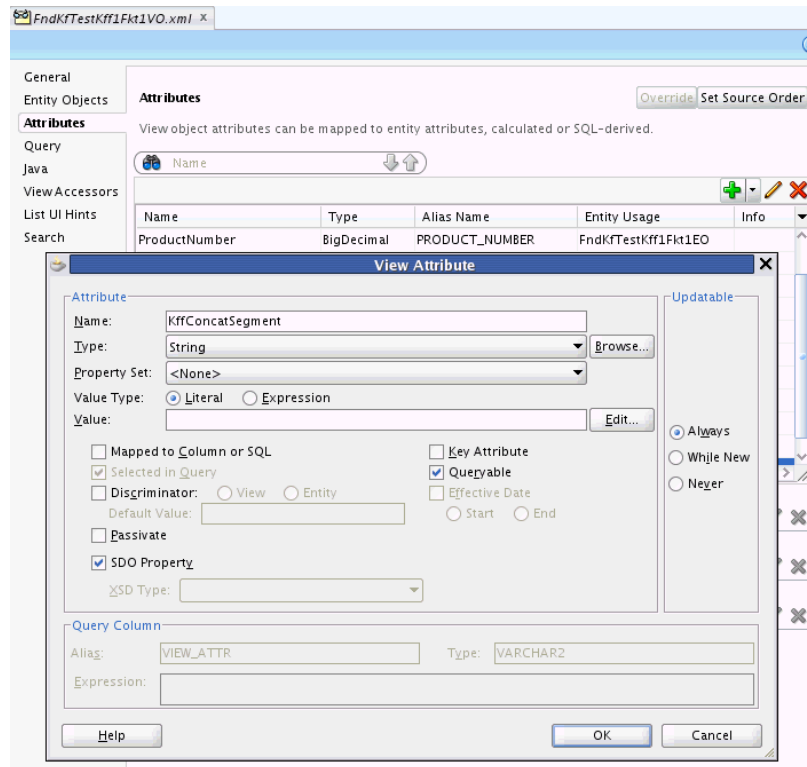 FndKfTestKff1Fkt1VO.xml x
General
Entity Objects
Attributes
Query
Java
View Accessors
List UI Hints
Search
Attributes
Override Set Source Order
View object attributes can be mapped to entity attributes, calculated or SQL-derived.
Name
Name Type Alias Name Entity Usage Info
ProductNumber BigDecimal PRODUCT_NUMBER FndKfTestKff1Fkt1EO
View Attribute
Attribute
Name: KffConcatSegment
Type: String Browse...
Property Set: <None>
Value Type: Literal Expression
Value: Edit...
Mapped to Column or SQL Key Attribute
Selected in Query Queryable
Discriminator: View Entity Effective Date
Default Value: Start End
Passivate
SDO Property
XSD Type:
Updatable
Always
While New
Never
Query Column
Alias: VIEW_ATTR Type: VARCHAR2
Expression:
Help OK Cancel